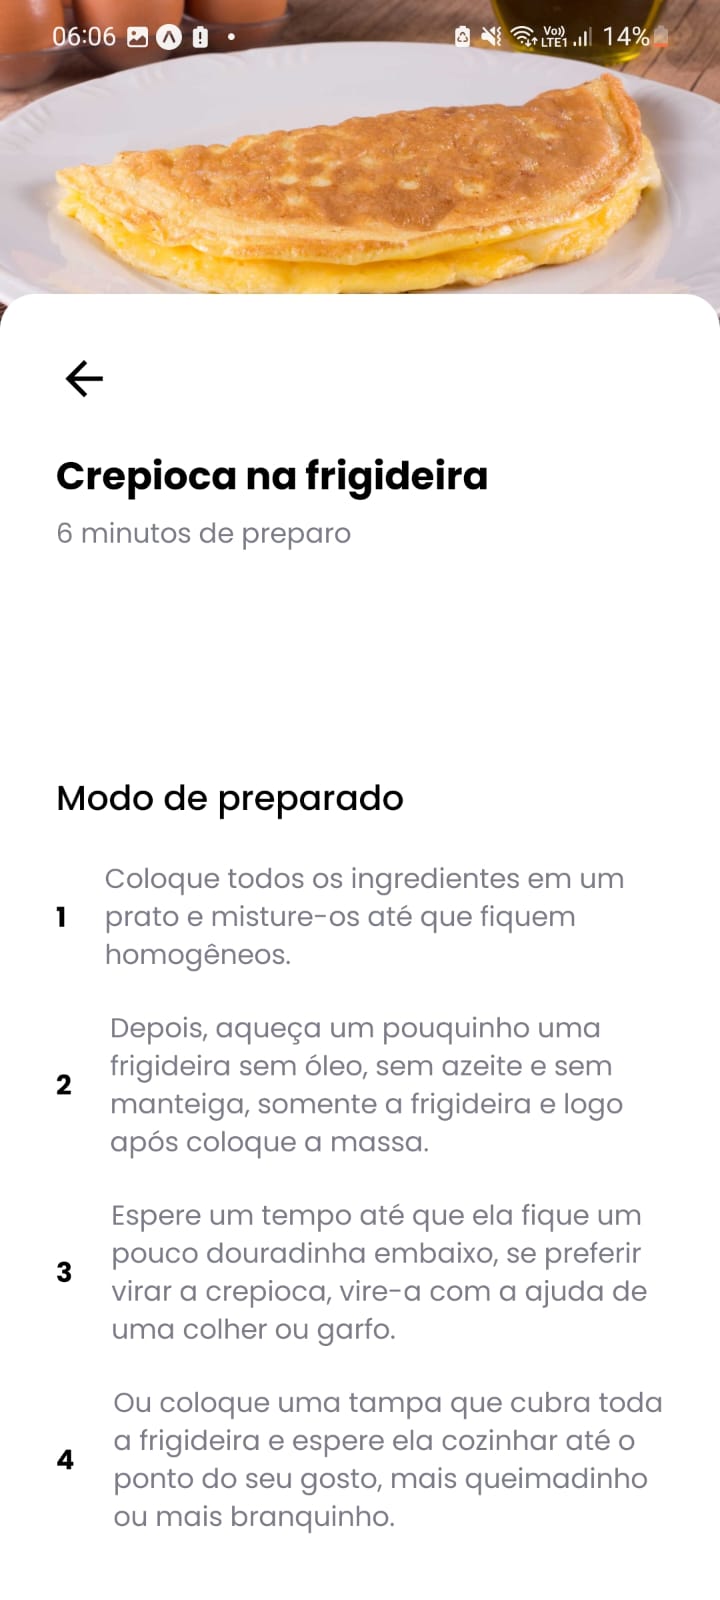 06:06
Vo))
LTE1
14%
Crepioca na frigideira
6 minutos de preparo
Modo de preparado
1
Coloque todos os ingredientes em um
prato e misture-os até que fiquem
homogêneos.
2
Depois, aqueça um pouquinho uma
frigideira sem óleo, sem azeite e sem
manteiga, somente a frigideira e logo
após coloque a massa.
3
Espere um tempo até que ela fique um
pouco douradinha embaixo, se preferir
virar a crepioca, vire-a com a ajuda de
uma colher ou garfo.
4
Ou coloque uma tampa que cubra toda
a frigideira e espere ela cozinhar até o
ponto do seu gosto, mais queimadinho
ou mais branquinho.